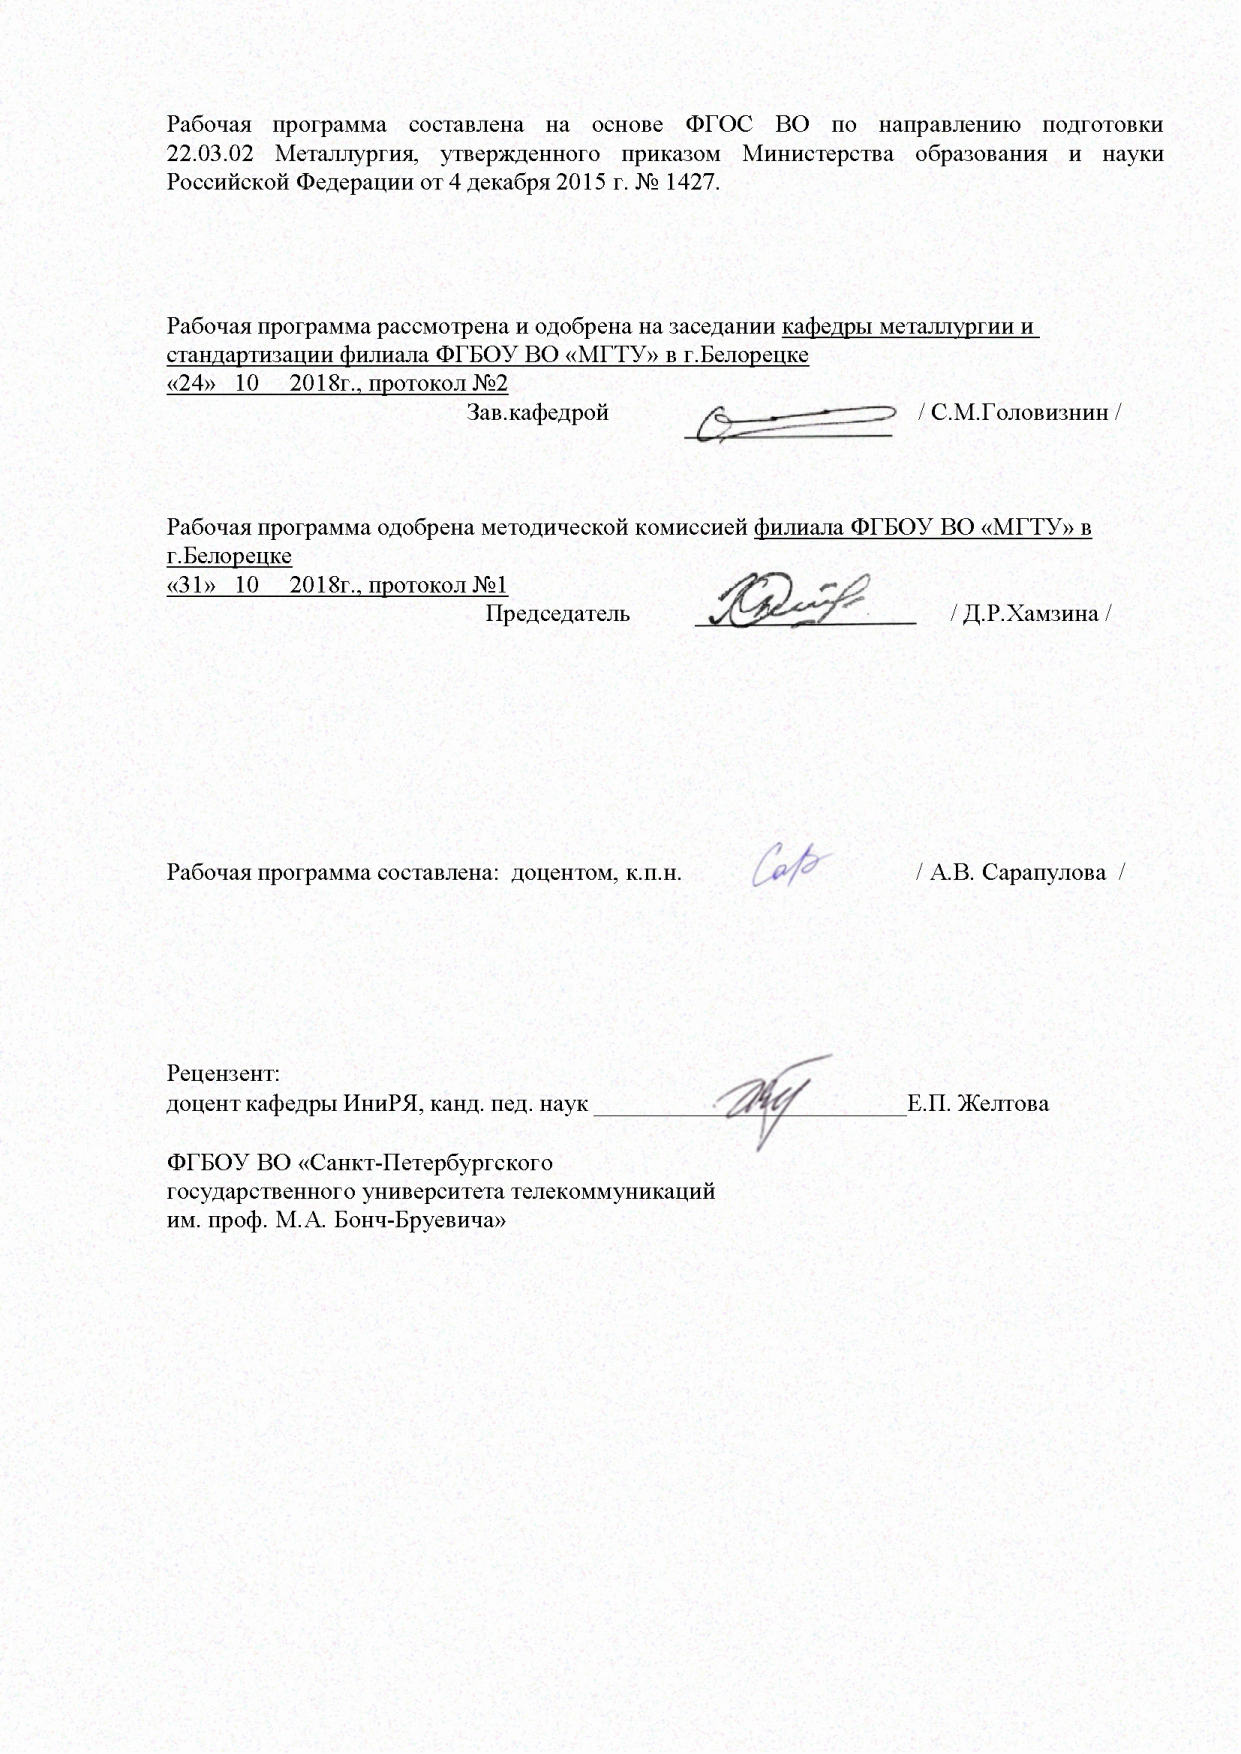 Рабочая программа составлена на основе ФГОС ВО по направлению подготовки
22.03.02 Металлургия, утвержденного приказом Министерства образования и науки
Российской Федерации от 4 декабря 2015 г. № 1427.
Рабочая программа рассмотрена и одобрена на заседании кафедры металлургии и
стандартизации филиала ФГБОУ ВО «МГТУ» в г.Белорецке
«24» 10 2018г., протокол №2
Зав.кафедрой / С.М.Головизнин /
Рабочая программа одобрена методической комиссией филиала ФГБОУ ВО «МГТУ» в
г.Белорецке
«31» 10 2018г., протокол №1
Председатель / Д.Р.Хамзина /
Рабочая программа составлена: доцентом, к.п.н. / А.В. Сарапулова /
Рецензент:
доцент кафедры ИниРЯ, канд. пед. наук Е.П. Желтова
ФГБОУ ВО «Санкт-Петербургского
государственного университета телекоммуникаций
им. проф. М.А. Бонч-Бруевича»